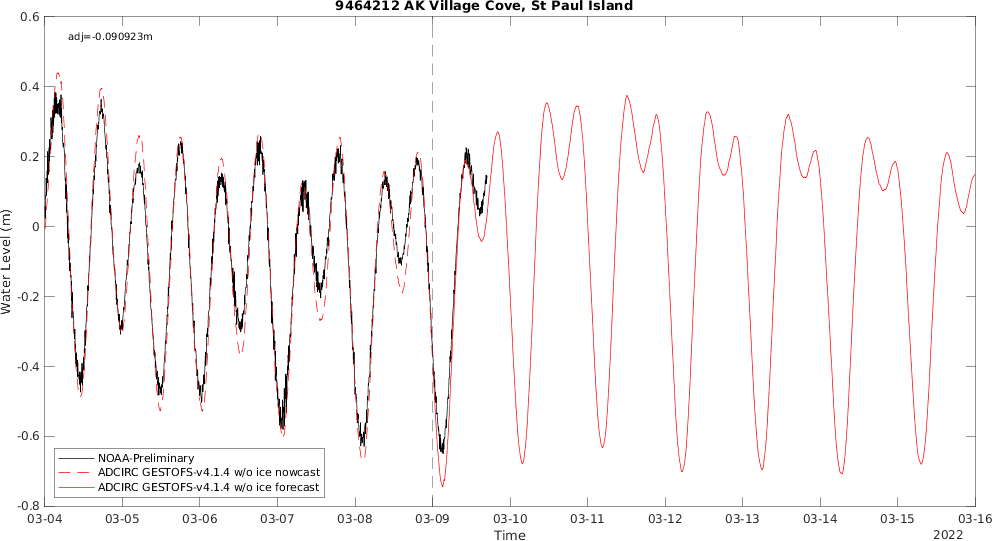 9464212 AK Village Cove, St Paul Island
adj=-0.090923m
0.6
0.4
0.2
0
-0.2
-0.4
-0.6
-0.8
Water Level (m)
NOAA-Preliminary
ADCIRC GESTOFS-v4.1.4 w/o ice nowcast
ADCIRC GESTOFS-v4.1.4 w/o ice forecast
03-04 03-05 03-06 03-07 03-08 03-09 03-10 03-11 03-12 03-13 03-14 03-15 03-16
Time
2022